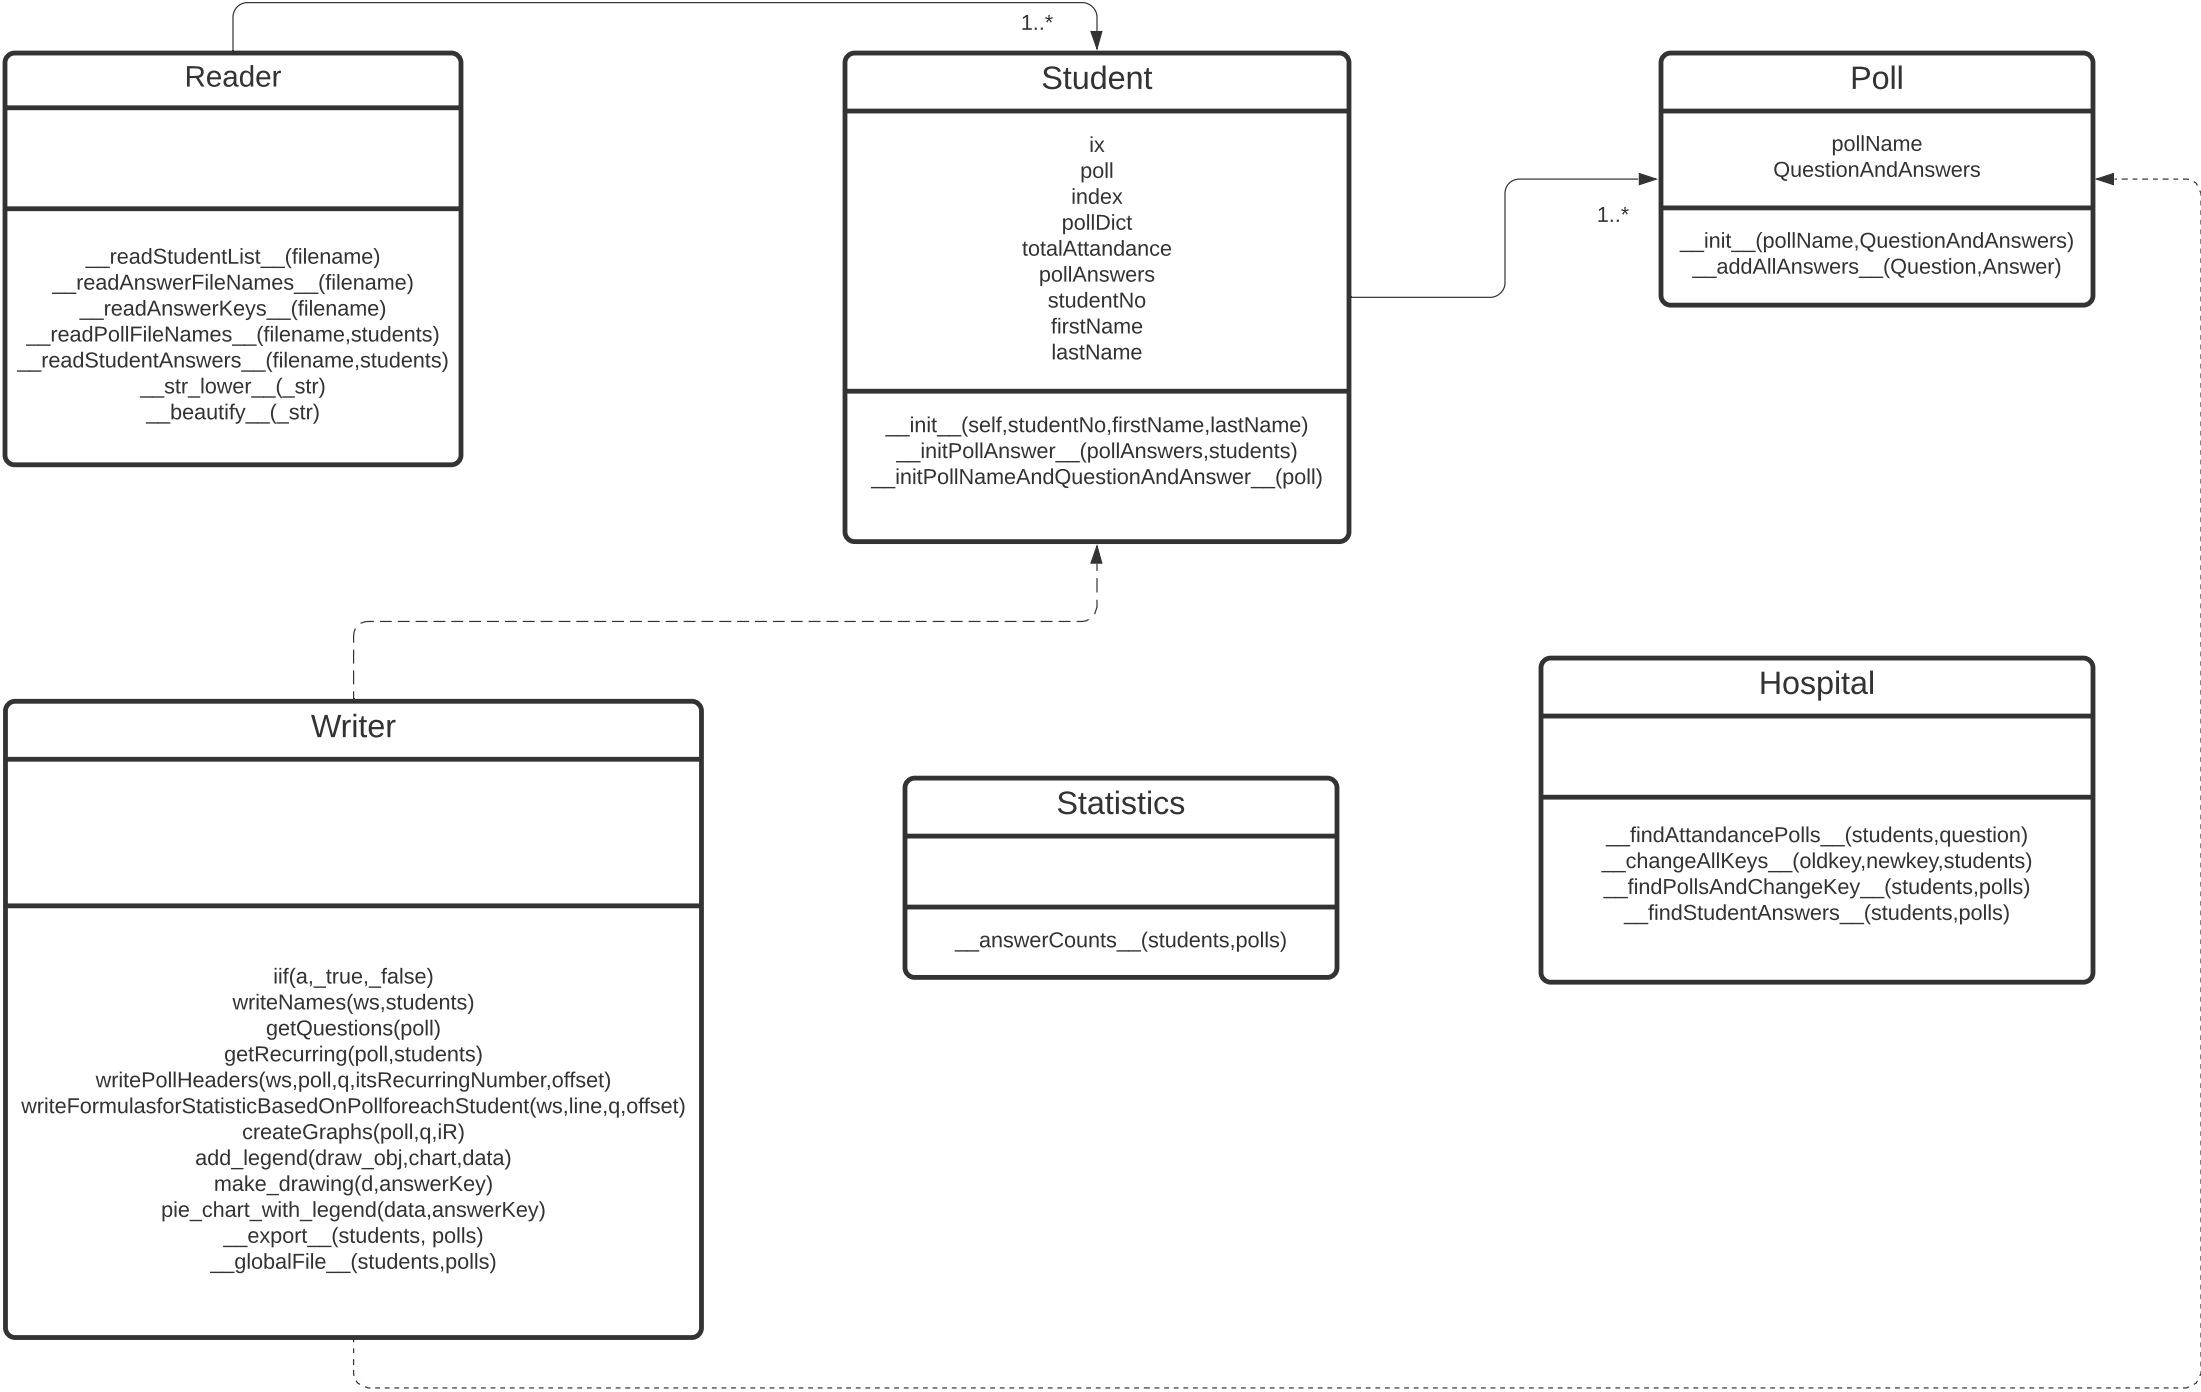 1..*
Reader
__readStudentList__(filename)
__readAnswerFileNames__(filename)
__readAnswerKeys__(filename)
__readPollFileNames__(filename,students)
__readStudentAnswers__(filename,students)
__str_lower__(_str)
__beautify__(_str)
Student
ix
poll
index
pollDict
totalAttandance
pollAnswers
studentNo
firstName
lastName
__init__(self,studentNo,firstName,lastName)
__initPollAnswer__(pollAnswers,students)
__initPollNameAndQuestionAndAnswer__(poll)
1..*
Poll
pollName
QuestionAndAnswers
__init__(pollName,QuestionAndAnswers)
__addAllAnswers__(Question,Answer)
Writer
iif(a,_true,_false)
writeNames(ws,students)
getQuestions(poll)
getRecurring(poll,students)
writePollHeaders(ws,poll,q,itsRecurringNumber,offset)
writeFormulasforStatisticBasedOnPollforeachStudent(ws,line,q,offset)
createGraphs(poll,q,iR)
add_legend(draw_obj,chart,data)
make_drawing(d,answerKey)
pie_chart_with_legend(data,answerKey)
__export__(students, polls)
__globalFile__(students,polls)
Statistics
__answerCounts__(students,polls)
Hospital
__findAttandancePolls__(students,question)
__changeAllKeys__(oldkey,newkey,students)
__findPollsAndChangeKey__(students,polls)
__findStudentAnswers__(students,polls)